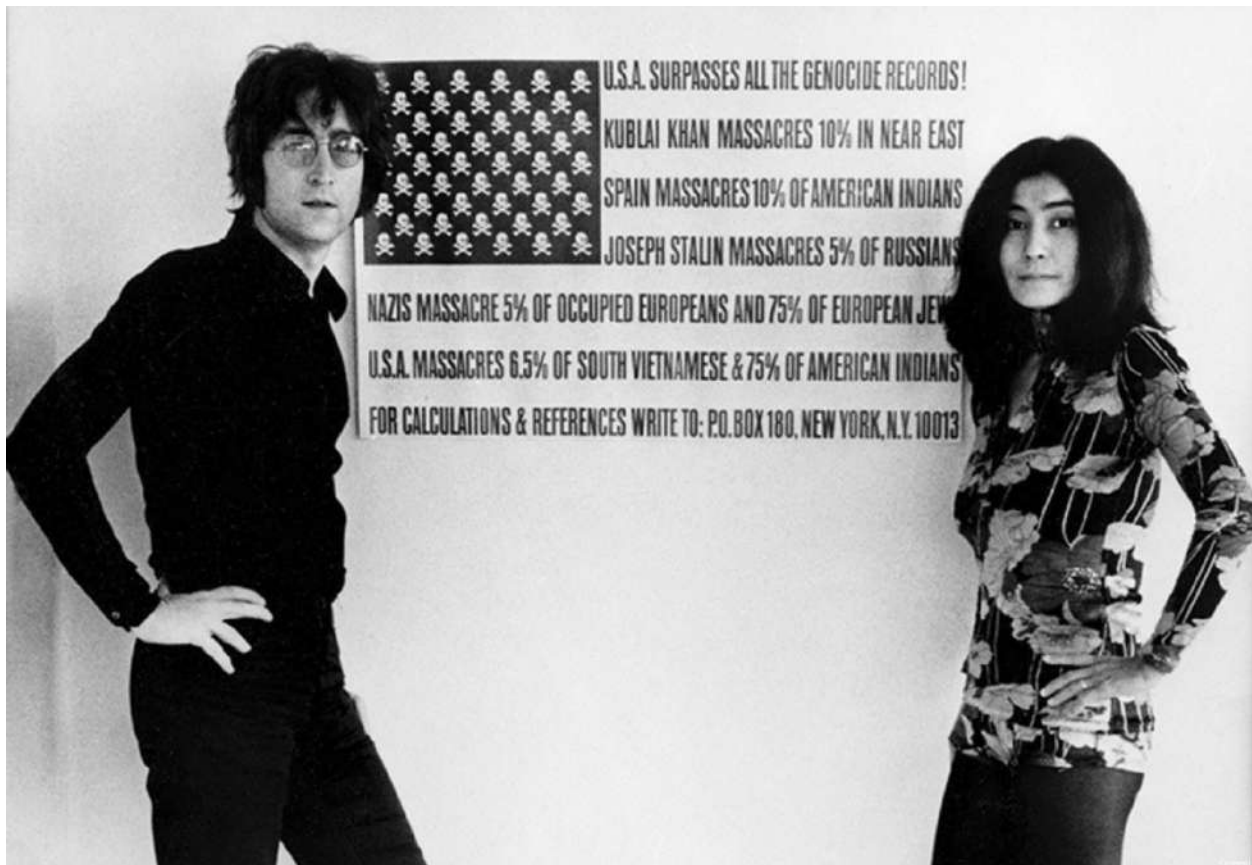 U.S.A. SURPASSES ALL THE GENOCIDE RECORDS!
KUBLAI KHAN MASSACRES 10% IN NEAR EAST
SPAIN MASSACRES 10% OF AMERICAN INDIANS
JOSEPH STALIN MASSACRES 5% OF RUSSIANS
NAZIS MASSACRE 5% OF OCCUPIED EUROPEANS AND 75% OF EUROPEAN JEW
U.S.A. MASSACRES 6.5% OF SOUTH VIETNAMESE & 75% OF AMERICAN INDIANS
FOR CALCULATIONS & REFERENCES WRITE TO: P.O. BOX 180, NEW YORK, N.Y. 10013